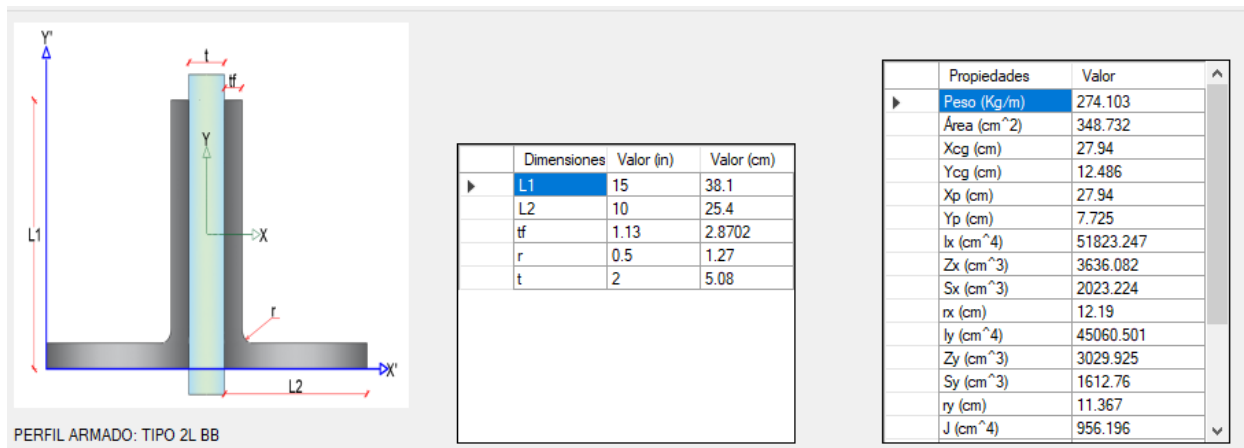 Y'
t
tf
Y
X
L1
r
X'
L2
PERFIL ARMADO: TIPO 2L BB
Dimensiones Valor (in) Valor (cm)
L1 15 38.1
L2 10 25.4
tf 1.13 2.8702
r 0.5 1.27
t 2 5.08
Propiedades Valor
Peso (Kg/m) 274.103
Área (cm^2) 348.732
Xcg (cm) 27.94
Ycg (cm) 12.486
Xp (cm) 27.94
Yp (cm) 7.725
Ix (cm^4) 51823.247
Zx (cm^3) 3636.082
Sx (cm^3) 2023.224
rx (cm) 12.19
Iy (cm^4) 45060.501
Zy (cm^3) 3029.925
Sy (cm^3) 1612.76
ry (cm) 11.367
J (cm^4) 956.196